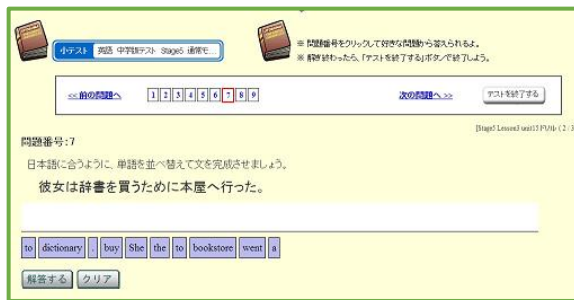 小テスト 英語 中学版テスト Stage5 通常モ...
※ 問題番号をクリックして好きな問題から答えられるよ。
※ 解き終わったら、「テストを終了する」ボタンで終了しよう。
<<前の問題へ 1 2 3 4 5 6 7 8 9 次の問題へ >> テストを終了する
[Stage5 Lesson3 unit15 ドリル ( 2 / 3
問題番号:7
日本語に合うように、単語を並べ替えて文を完成させましょう。
彼女は辞書を買うために本屋へ行った。
to dictionary . buy She the to bookstore went a
解答する クリア